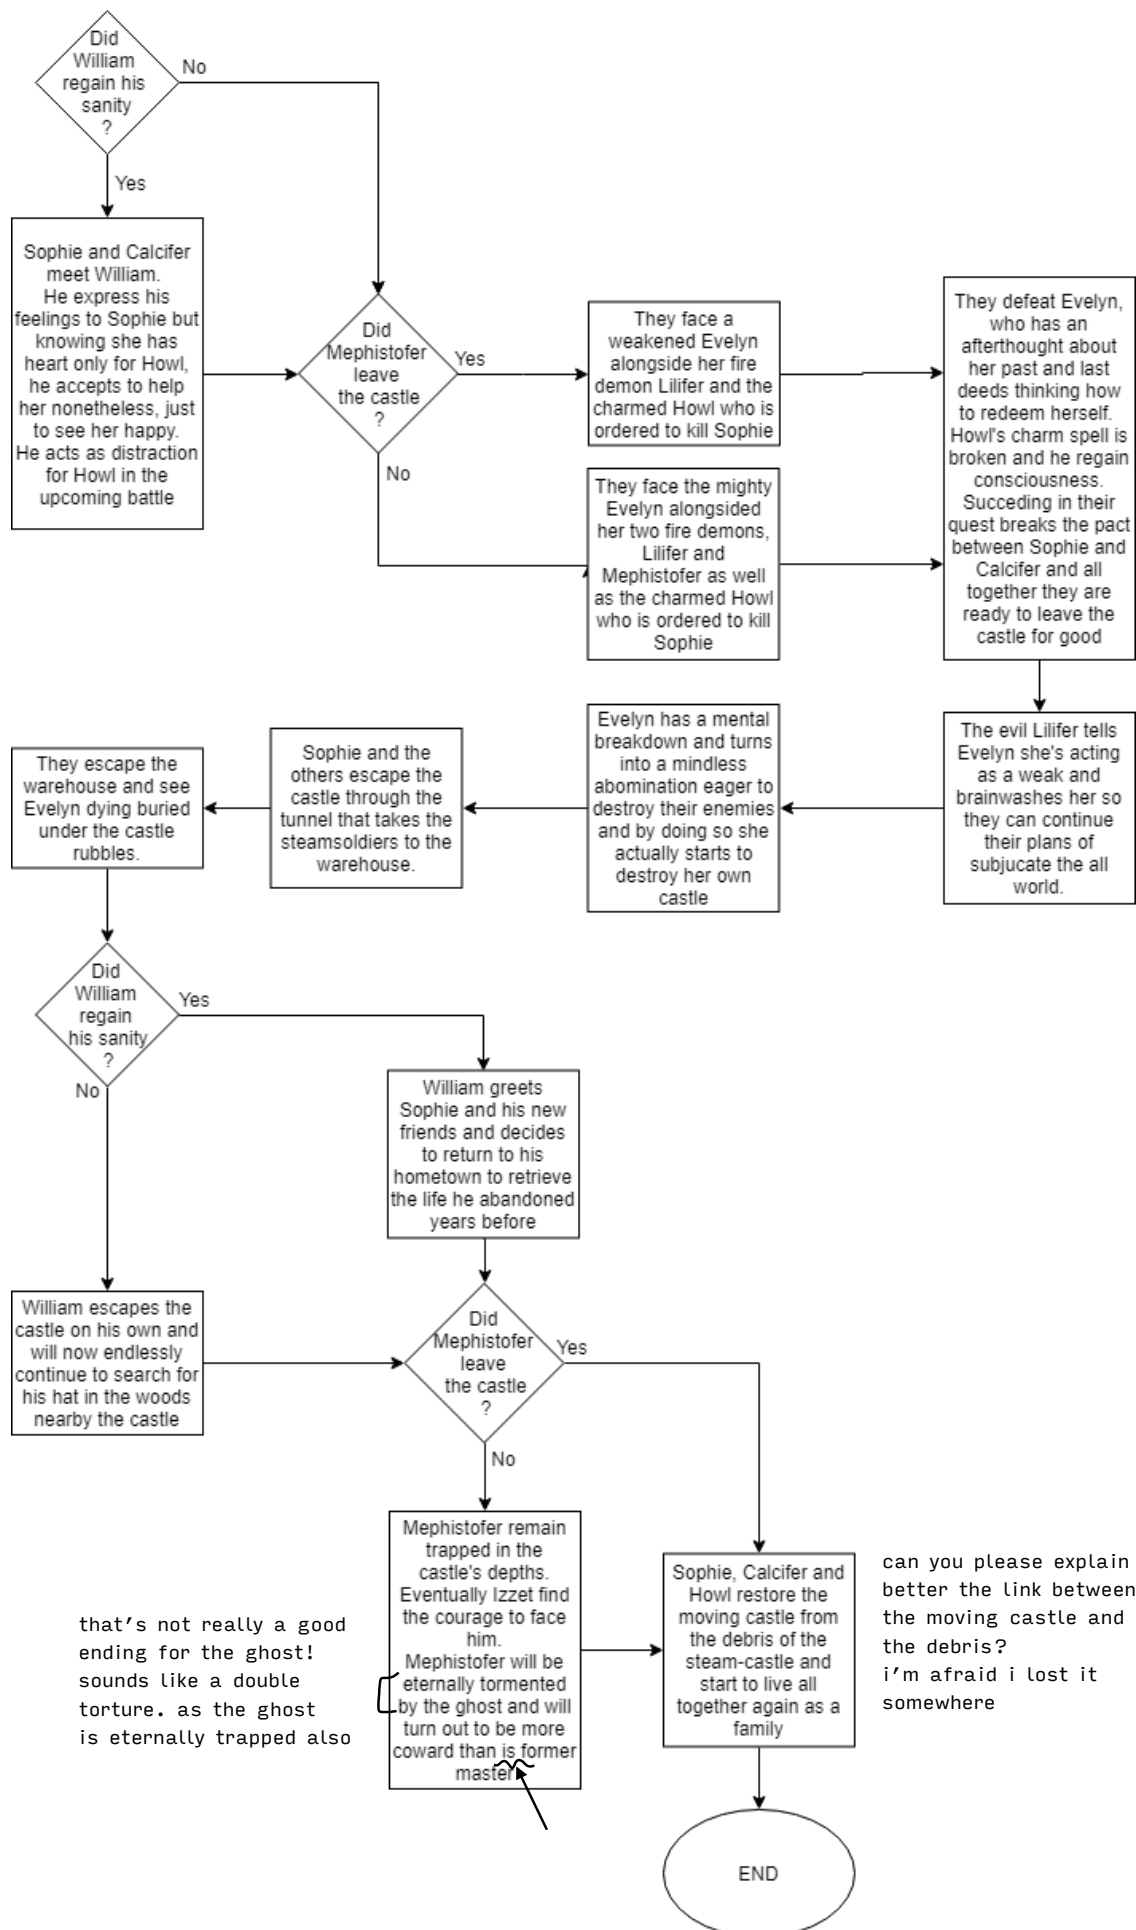 Did
William
regain his
sanity
?
No
Yes
Sophie and Calcifer
meet William.
He express his
feelings to Sophie but
knowing she has
heart only for Howl,
he accepts to help
her nonetheless, just
to see her happy.
He acts as distraction
for Howl in the
upcoming battle
Did
Mephistofer
leave
the castle
?
Yes
No
They face a
weakened Evelyn
alongside her fire
demon Lilifer and the
charmed Howl who is
ordered to kill Sophie
They face the mighty
Evelyn alongsided
her two fire demons,
Lilifer and
Mephistofer as well
as the charmed Howl
who is ordered to kill
Sophie
They defeat Evelyn,
who has an
afterthought about
her past and last
deeds thinking how
to redeem herself.
Howl's charm spell is
broken and he regain
consciousness.
Succeding in their
quest breaks the pact
between Sophie and
Calcifer and all
together they are
ready to leave the
castle for good
The evil Lilifer tells
Evelyn she's acting
as a weak and
brainwashes her so
they can continue
their plans of
subjucate the all
world.
Evelyn has a mental
breakdown and turns
into a mindless
abomination eager to
destroy their enemies
and by doing so she
actually starts to
destroy her own
castle
Sophie and the
others escape the
castle through the
tunnel that takes the
steamsoldiers to the
warehouse.
They escape the
warehouse and see
Evelyn dying buried
under the castle
rubbles.
Did
William
regain
his sanity
?
Yes
No
William greets
Sophie and his new
friends and decides
to return to his
hometown to retrieve
the life he abandoned
years before
William escapes the
castle on his own and
will now endlessly
continue to search for
his hat in the woods
nearby the castle
Did
Mephistofer
leave
the castle
?
Yes
No
Mephistofer remain
trapped in the
castle's depths.
Eventually Izzet find
the courage to face
him.
Mephistofer will be
eternally tormented
by the ghost and will
turn out to be more
coward than is former
master
that's not really a good
ending for the ghost!
sounds like a double
torture. as the ghost
is eternally trapped also
Sophie, Calcifer and
Howl restore the
moving castle from
the debris of the
steam-castle and
start to live all
together again as a
family
can you please explain
better the link between
the moving castle and
the debris?
i'm afraid i lost it
somewhere
END